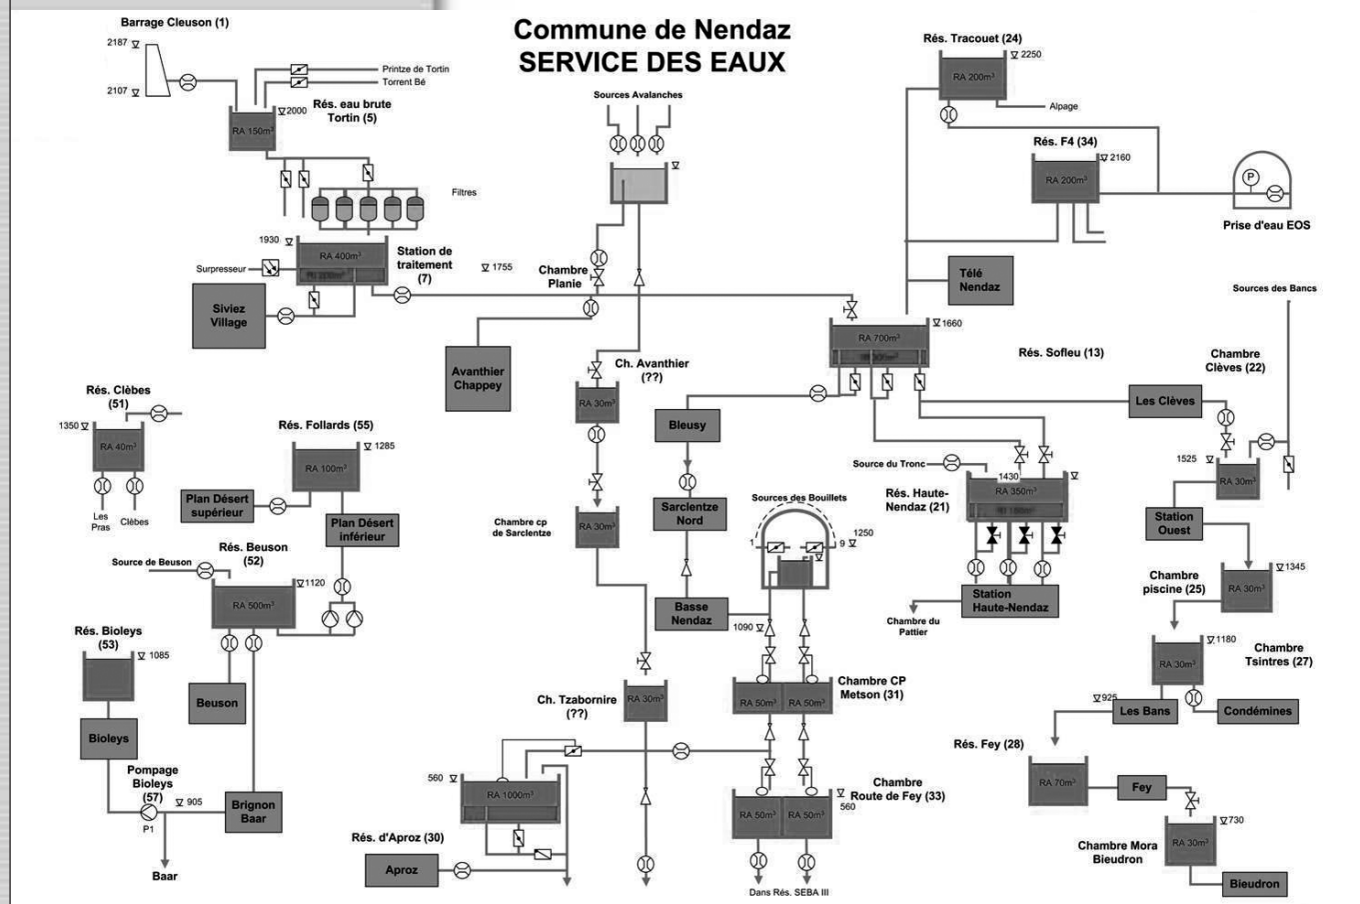 Commune de Nendaz
SERVICE DES EAUX
Barrage Cleuson (1)
2187
2107
Printze de Tortin
Torrent Bé
Rés. eau brute
Tortin (5)
2000
RA 150m³
Filtres
1930
RA 400m³
Station de
traitement
(7)
Surpresseur
Siviez
Village
1755
Sources Avalanches
Chambre
Planie
Avanthier
Chappey
Ch. Avanthier
(??)
RA 30m³
Chambre cp
de Sarclentze
RA 30m³
Ch. Tzabornire
(??)
RA 30m³
Rés. Tracouet (24)
2250
RA 200m³
Alpage
Rés. F4 (34)
2160
RA 200m³
P
Prise d'eau EOS
Télé
Nendaz
1660
RA 700m³
Rés. Sofleu (13)
Sources des Bancs
Chambre
Clèves (22)
Les Clèves
1525
RA 30m³
Station
Ouest
Bleusy
Sarclentze
Nord
Basse
Nendaz
Source du Tronc
1430
RA 350m³
Rés. Haute-
Nendaz (21)
Station
Haute-Nendaz
Chambre du
Pattier
Sources des Bouillets
1
9
1250
1090
Chambre CP
Metson (31)
RA 50m³
RA 50m³
Chambre
Route de Fey (33)
560
RA 50m³
RA 50m³
Dans Rés. SEBA III
Chambre
piscine (25)
1345
RA 30m³
1180
RA 30m³
Chambre
Tsintres (27)
925
Les Bans
Condémines
Rés. Fey (28)
RA 70m³
Fey
730
RA 30m³
Chambre Mora
Bieudron
Bieudron
Rés. Clèbes
(51)
1350
RA 40m³
Les
Pras
Clèbes
Rés. Follards (55)
1285
RA 100m³
Plan Désert
supérieur
Plan Désert
inférieur
Rés. Beuson
(52)
Source de Beuson
1120
RA 500m³
Beuson
Rés. Bioleys
(53)
1085
Bioleys
Pompage
Bioleys
(57)
905
P1
Brignon
Baar
Baar
560
RA 1000m³
Rés. d'Aproz (30)
Aproz